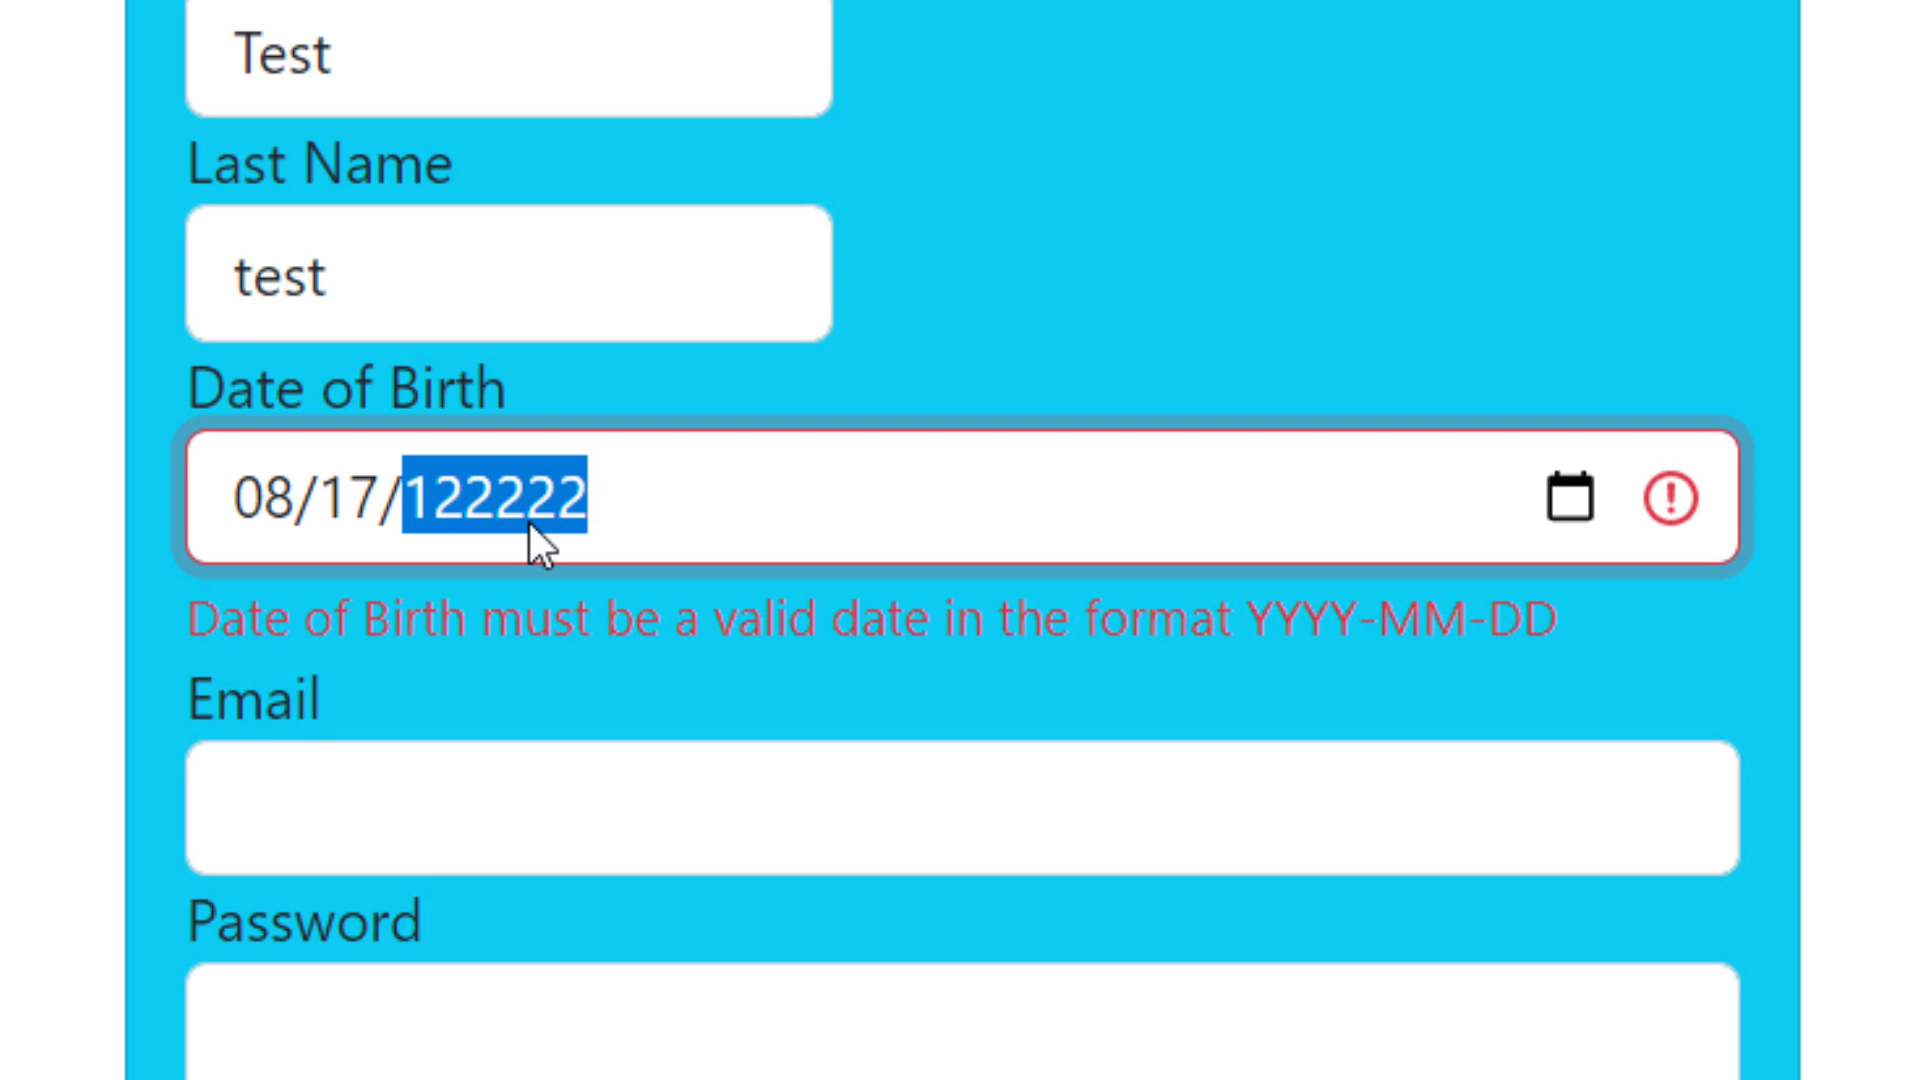 Test
Last Name
test
Date of Birth
08/17/122222
Date of Birth must be a valid date in the format YYYY-MM-DD
Email
Password